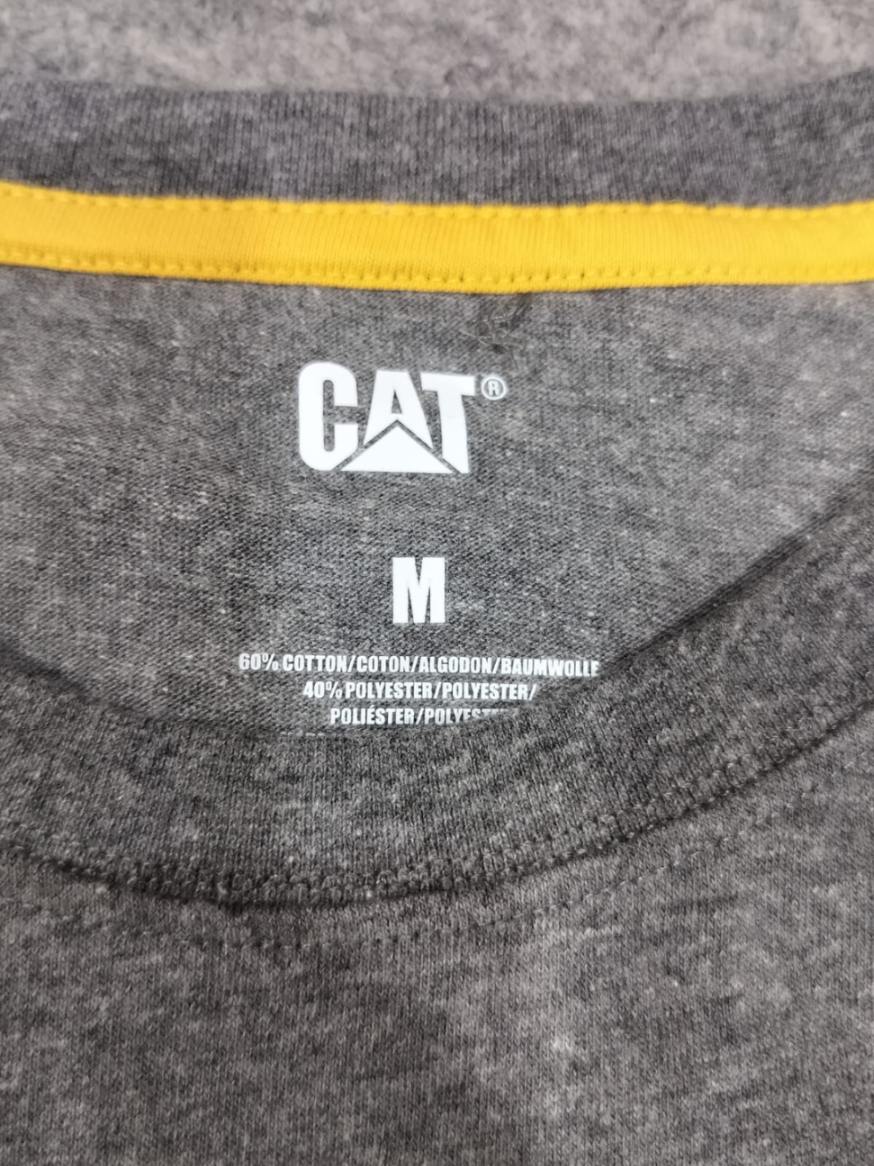 CAT®
M
60% COTTON/COTON/ALGODON/BAUMWOLLE
40% POLYESTER/POLYESTER/
POLIÉSTER/